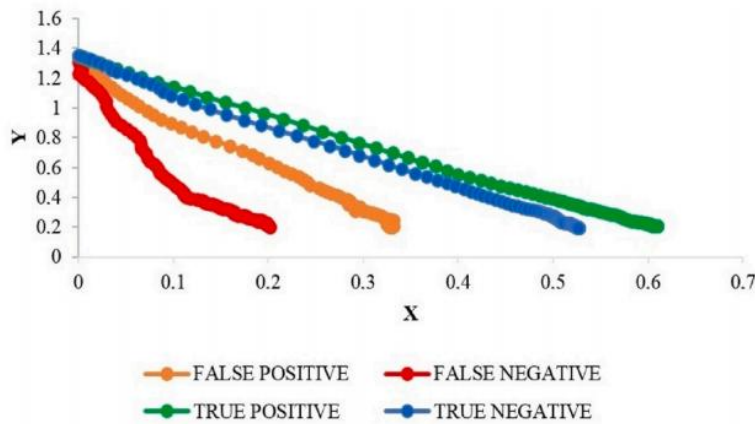 1.6
1.4
1.2
1
0.8
0.6
0.4
0.2
0
Y
0 0.1 0.2 0.3 0.4 0.5 0.6 0.7
X
FALSE POSITIVE FALSE NEGATIVE
TRUE POSITIVE TRUE NEGATIVE